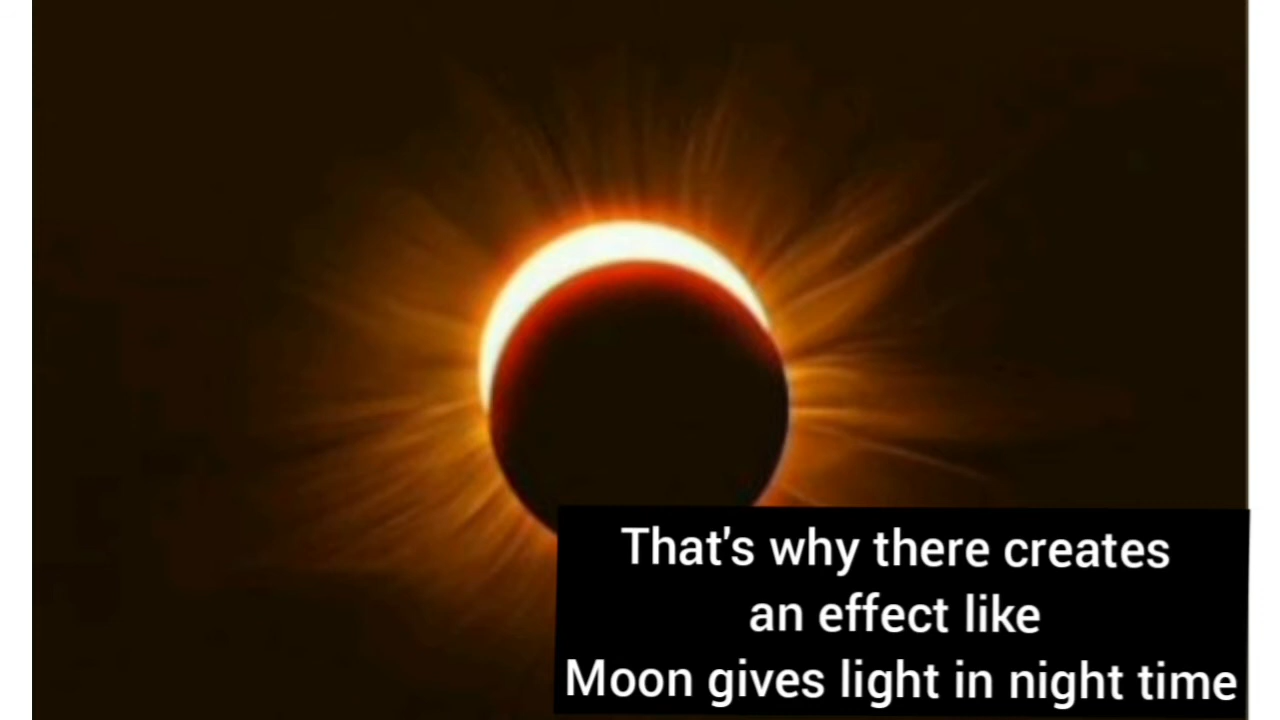 That's why there creates
an effect like
Moon gives light in night time